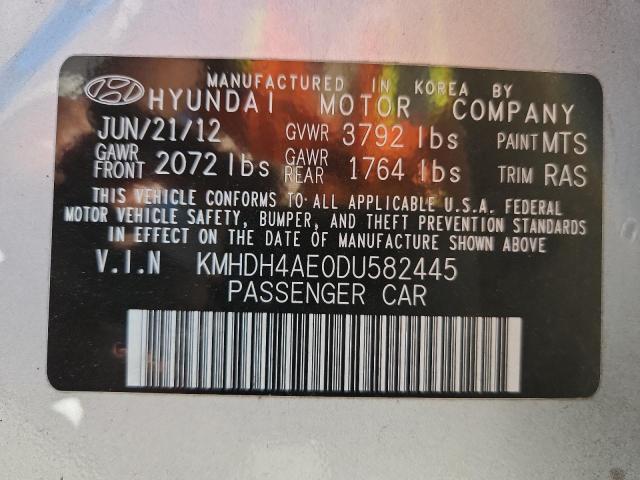 MANUFACTURED IN KOREA BY
HYUNDAI MOTOR COMPANY
JUN/21/12 GVWR 3792 lbs PAINT MTS
GAWR FRONT 2072 lbs GAWR REAR 1764 lbs TRIM RAS
THIS VEHICLE CONFORMS TO ALL APPLICABLE U.S.A. FEDERAL
MOTOR VEHICLE SAFETY, BUMPER, AND THEFT PREVENTION STANDARDS
IN EFFECT ON THE DATE OF MANUFACTURE SHOWN ABOVE
V.I.N KMHDH4AE0DU582445
PASSENGER CAR